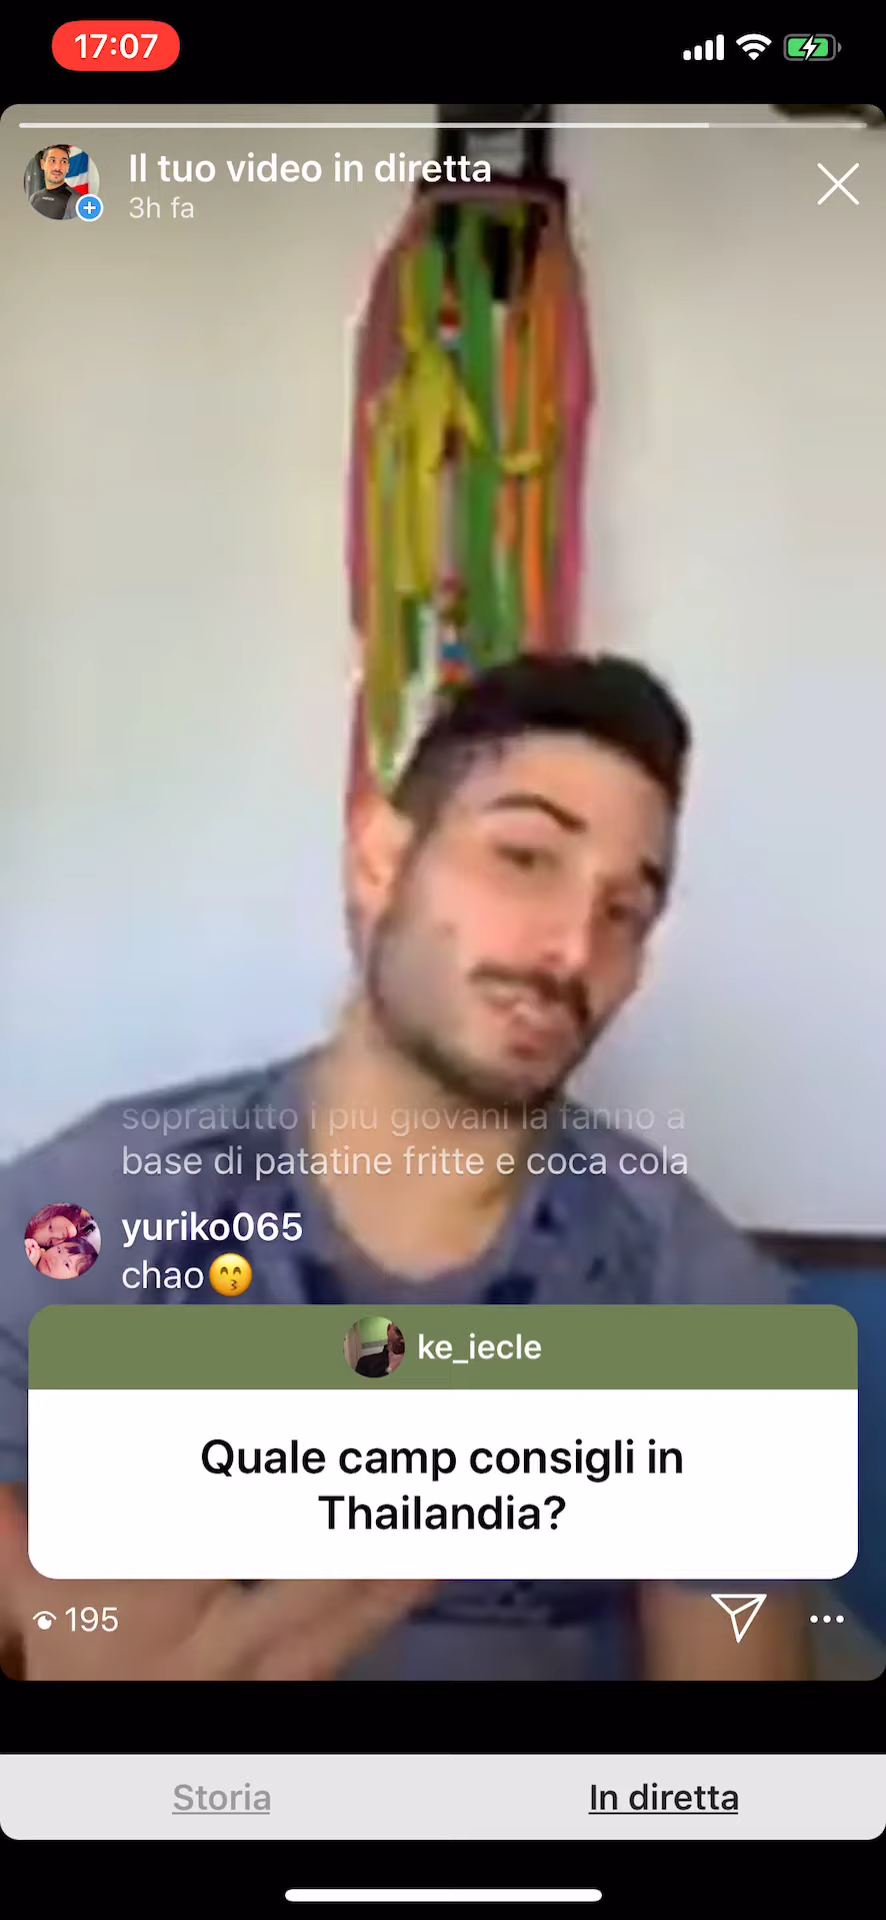 17:07
Il tuo video in diretta
3h fa
sopratutto i più giovani la fanno a
base di patatine fritte e coca cola
yuriko065
chao😙
ke_iecle
Quale camp consigli in
Thailandia?
195
Storia
In diretta